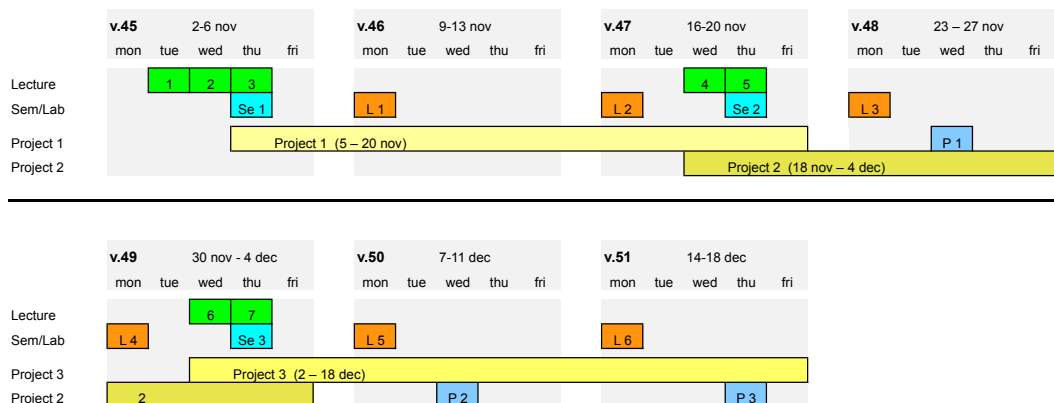 v.45 2-6 nov v.46 9-13 nov v.47 16-20 nov v.48 23 – 27 nov
mon tue wed thu fri mon tue wed thu fri mon tue wed thu fri mon tue wed thu
Lecture 1 2 3 4 5
Sem/Lab Se 1 L 1 L 2 Se 2 L 3
Project 1 Project 1 (5 – 20 nov) P 1
Project 2 Project 2 (18 nov – 4 dec)
v.49 30 nov - 4 dec v.50 7-11 dec v.51 14-18 dec
mon tue wed thu fri mon tue wed thu fri mon tue wed thu fri
Lecture 6 7
Sem/Lab L 4 Se 3 L 5 L 6
Project 3 Project 3 (2 – 18 dec)
Project 2 2 P 2 P 3